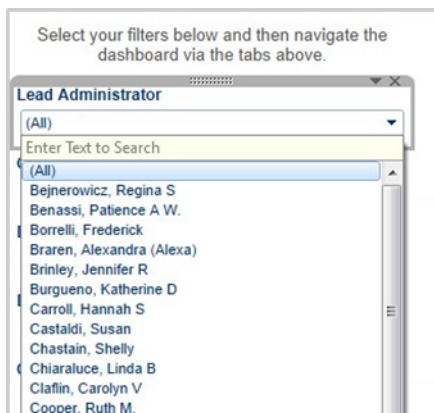 Select your filters below and then navigate the
dashboard via the tabs above.
Lead Administrator
(All)
Enter Text to Search
(All)
Bejnerowicz, Regina S
Benassi, Patience A W.
Borrelli, Frederick
Braren, Alexandra (Alexa)
Brinley, Jennifer R
Burgueno, Katherine D
Carroll, Hannah S
Castaldi, Susan
Chastain, Shelly
Chiaraluce, Linda B
Claflin, Carolyn V
Cooper, Ruth M.